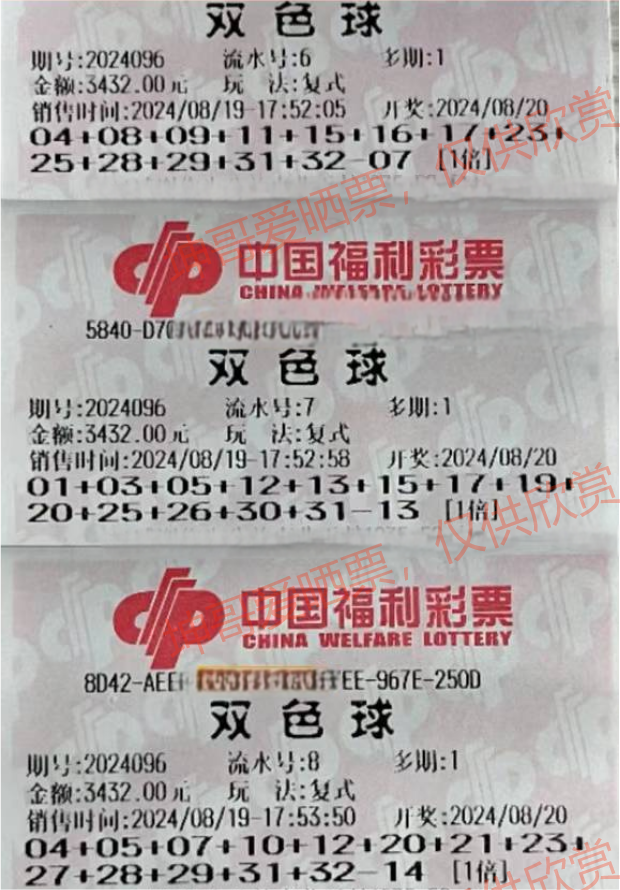 双色球
期号:2024096 流水号:6 多期:1
金额:3432.00元 玩 法:复式
销售时间:2024/08/19-17:52:05 开奖:2024/08/20
04+08+09+11+15+16+17+23+
25+28+29+31+32-07 [1倍]
哥爱晒票,仅供欣赏
中国福利彩票
CHINA WELFARE LOTTERY
5840-D70
双色球
期号:2024096 流水号:7 多期:1
金额:3432.00元 玩 法:复式
销售时间:2024/08/19-17:52:58 开奖:2024/08/20
01+03+05+12+13+15+17+19+
20+25+26+30+31-13 [1倍]
哥爱晒票,仅供欣赏
中国福利彩票
CHINA WELFARE LOTTERY
8D42-AEE EE-967E-250D
双色球
期号:2024096 流水号:8 多期:1
金额:3432.00元 玩 法:复式
销售时间:2024/08/19-17:53:50 开奖:2024/08/20
04+05+07+10+12+20+21+23+
27+28+29+31+32-14 [1倍]
仅供欣赏